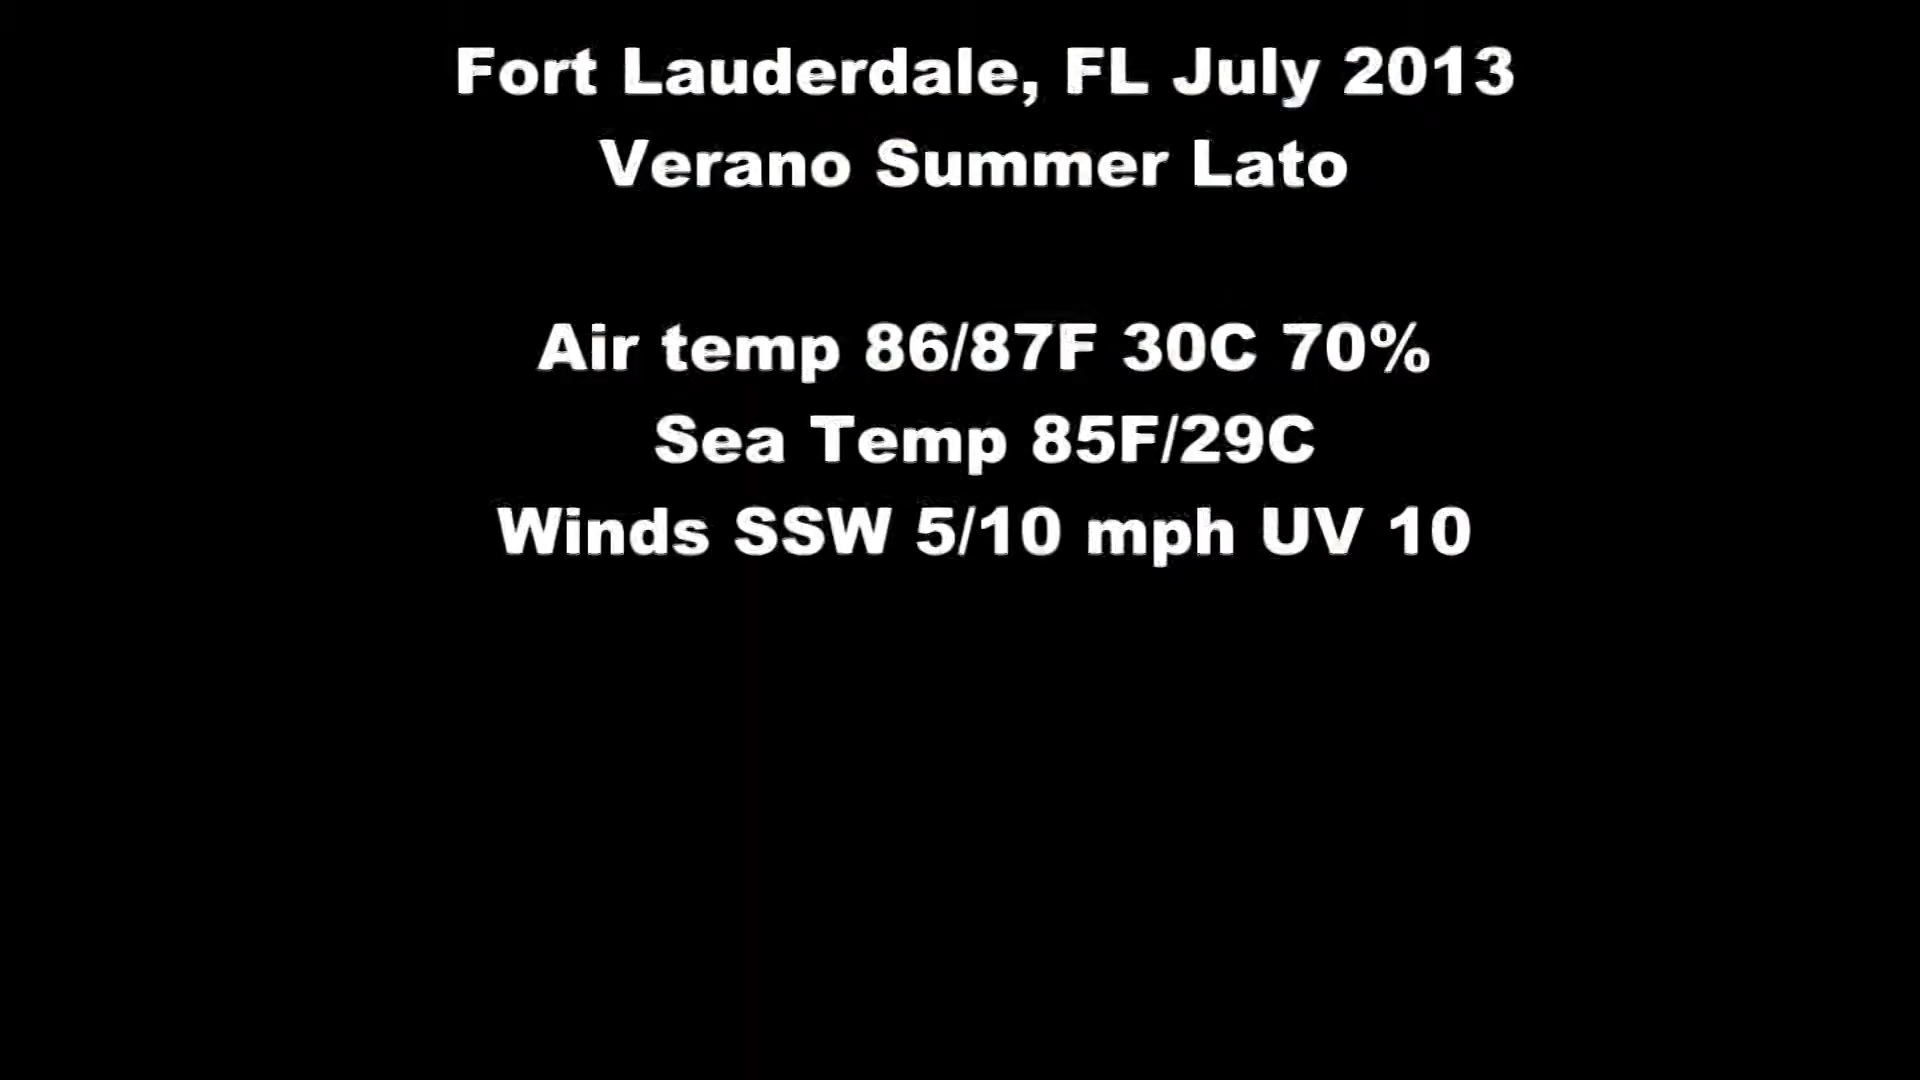 Fort Lauderdale, FL July 2013
Verano Summer Lato
Air temp 86/87F 30C 70%
Sea Temp 85F/29C
Winds SSW 5/10 mph UV 10